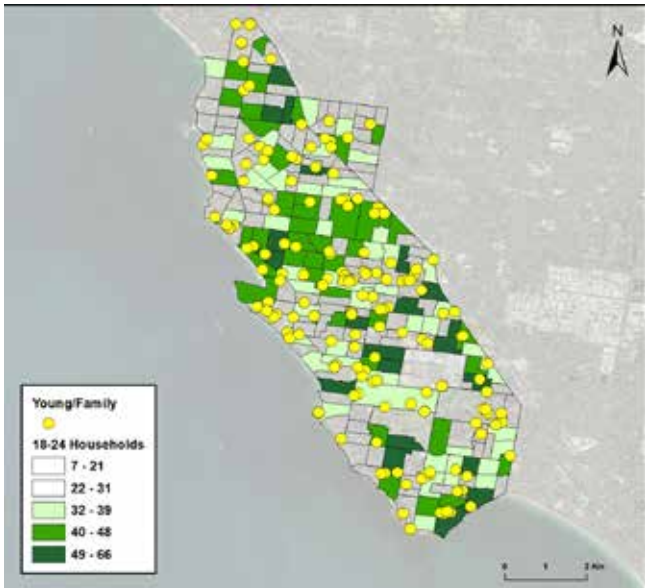 N
Young/Family
18-24 Households
7 - 21
22 - 31
32 - 39
40 - 48
49 - 66
0 1 2 Km